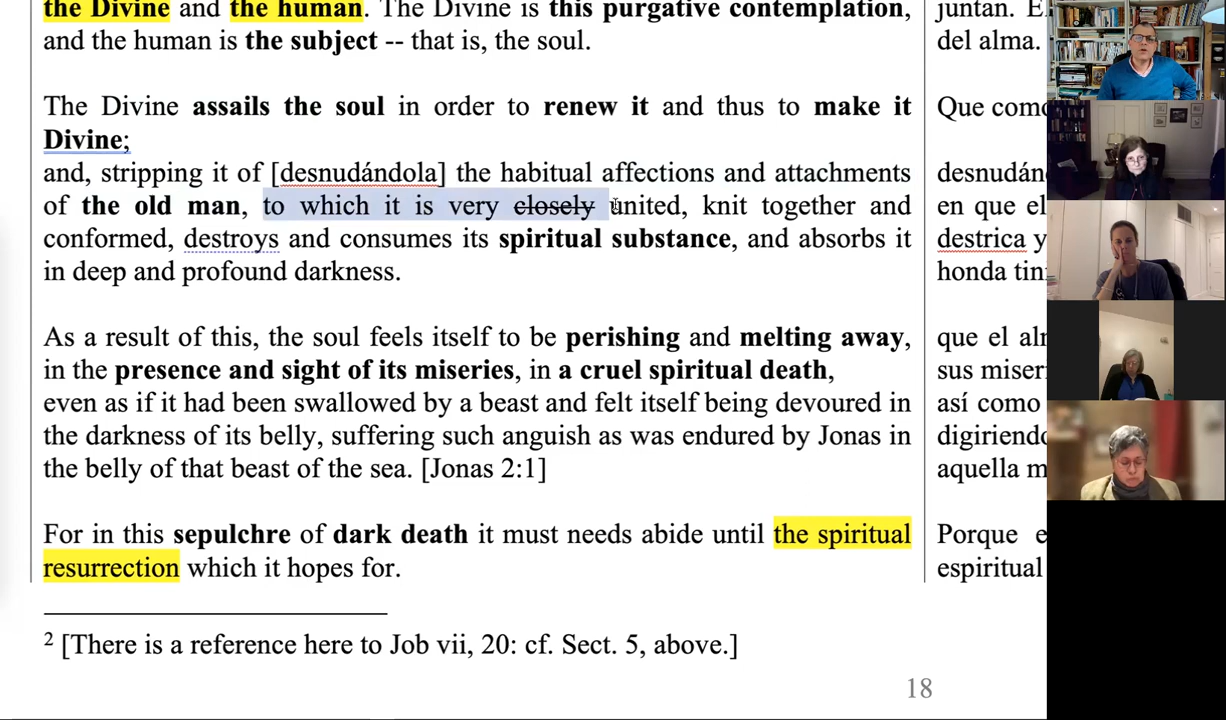 the Divine and the human. The Divine is this purgative contemplation,
and the human is the subject -- that is, the soul.
The Divine assails the soul in order to renew it and thus to make it
Divine;
and, stripping it of [desnudándola] the habitual affections and attachments
of the old man, to which it is very closely united, knit together and
conformed, destroys and consumes its spiritual substance, and absorbs it
in deep and profound darkness.
As a result of this, the soul feels itself to be perishing and melting away,
in the presence and sight of its miseries, in a cruel spiritual death,
even as if it had been swallowed by a beast and felt itself being devoured in
the darkness of its belly, suffering such anguish as was endured by Jonas in
the belly of that beast of the sea. [Jonas 2:1]
For in this sepulchre of dark death it must needs abide until the spiritual
resurrection which it hopes for.
2 [There is a reference here to Job vii, 20: cf. Sect. 5, above.]
18
juntan. E
del alma.
Que como
desnudán
en que el
destrica y
honda tin
que el aln
sus miser
así como
digiriendo
aquella m
Porque e
espiritual